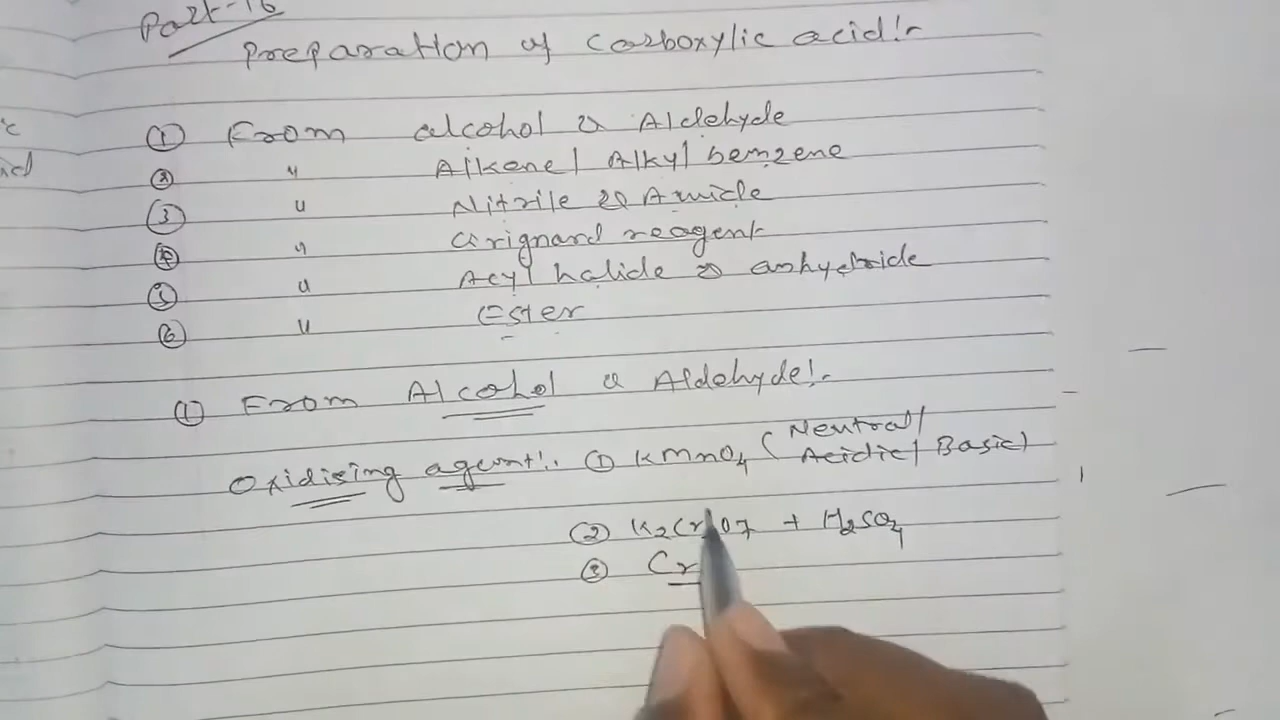 Part-16
Preparation of Carboxylic acid!-
① From alcohol & Aldehyde
② " Alkene/ Alkyl benzene
③ " Nitrile & Amide
④ " Grignard reagent
⑤ " Acyl halide & anhydride
⑥ " Ester
① From Alcohol & Aldehyde!-
Oxidising agent!. ① KMnO4 (Neutral/ Acidic/ Basic)
② K2Cr2O7 + H2SO4
③ Cr